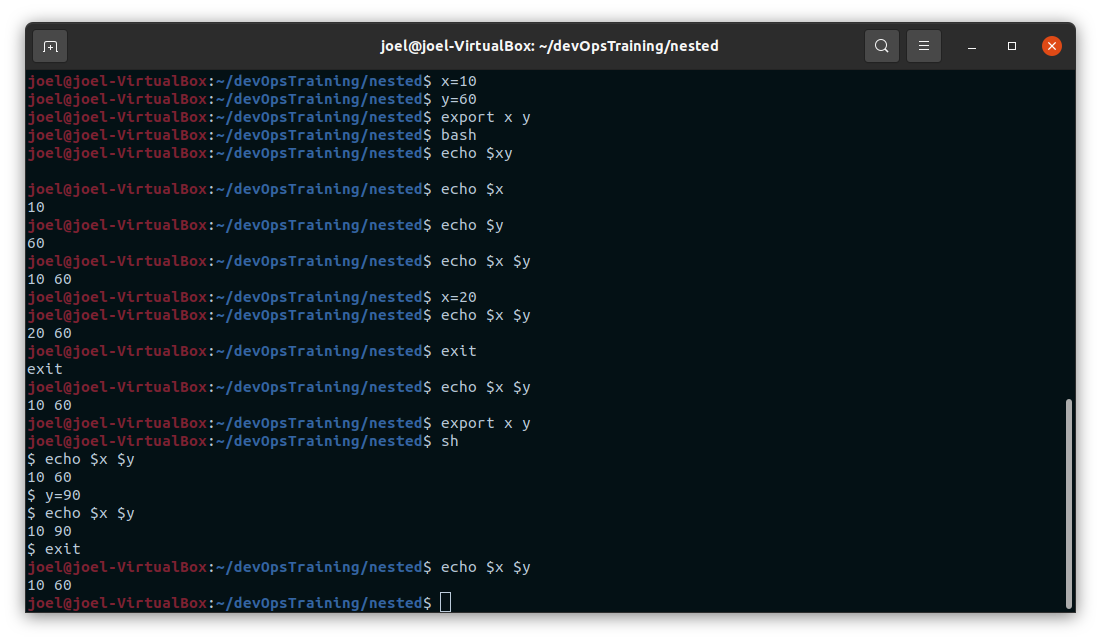 joel@joel-VirtualBox: ~/devOpsTraining/nested
joel@joel-VirtualBox:~/devOpsTraining/nested$ x=10
joel@joel-VirtualBox:~/devOpsTraining/nested$ y=60
joel@joel-VirtualBox:~/devOpsTraining/nested$ export x y
joel@joel-VirtualBox:~/devOpsTraining/nested$ bash
joel@joel-VirtualBox:~/devOpsTraining/nested$ echo $xy

joel@joel-VirtualBox:~/devOpsTraining/nested$ echo $x
10
joel@joel-VirtualBox:~/devOpsTraining/nested$ echo $y
60
joel@joel-VirtualBox:~/devOpsTraining/nested$ echo $x $y
10 60
joel@joel-VirtualBox:~/devOpsTraining/nested$ x=20
joel@joel-VirtualBox:~/devOpsTraining/nested$ echo $x $y
20 60
joel@joel-VirtualBox:~/devOpsTraining/nested$ exit
exit
joel@joel-VirtualBox:~/devOpsTraining/nested$ echo $x $y
10 60
joel@joel-VirtualBox:~/devOpsTraining/nested$ export x y
joel@joel-VirtualBox:~/devOpsTraining/nested$ sh
$ echo $x $y
10 60
$ y=90
$ echo $x $y
10 90
$ exit
joel@joel-VirtualBox:~/devOpsTraining/nested$ echo $x $y
10 60
joel@joel-VirtualBox:~/devOpsTraining/nested$